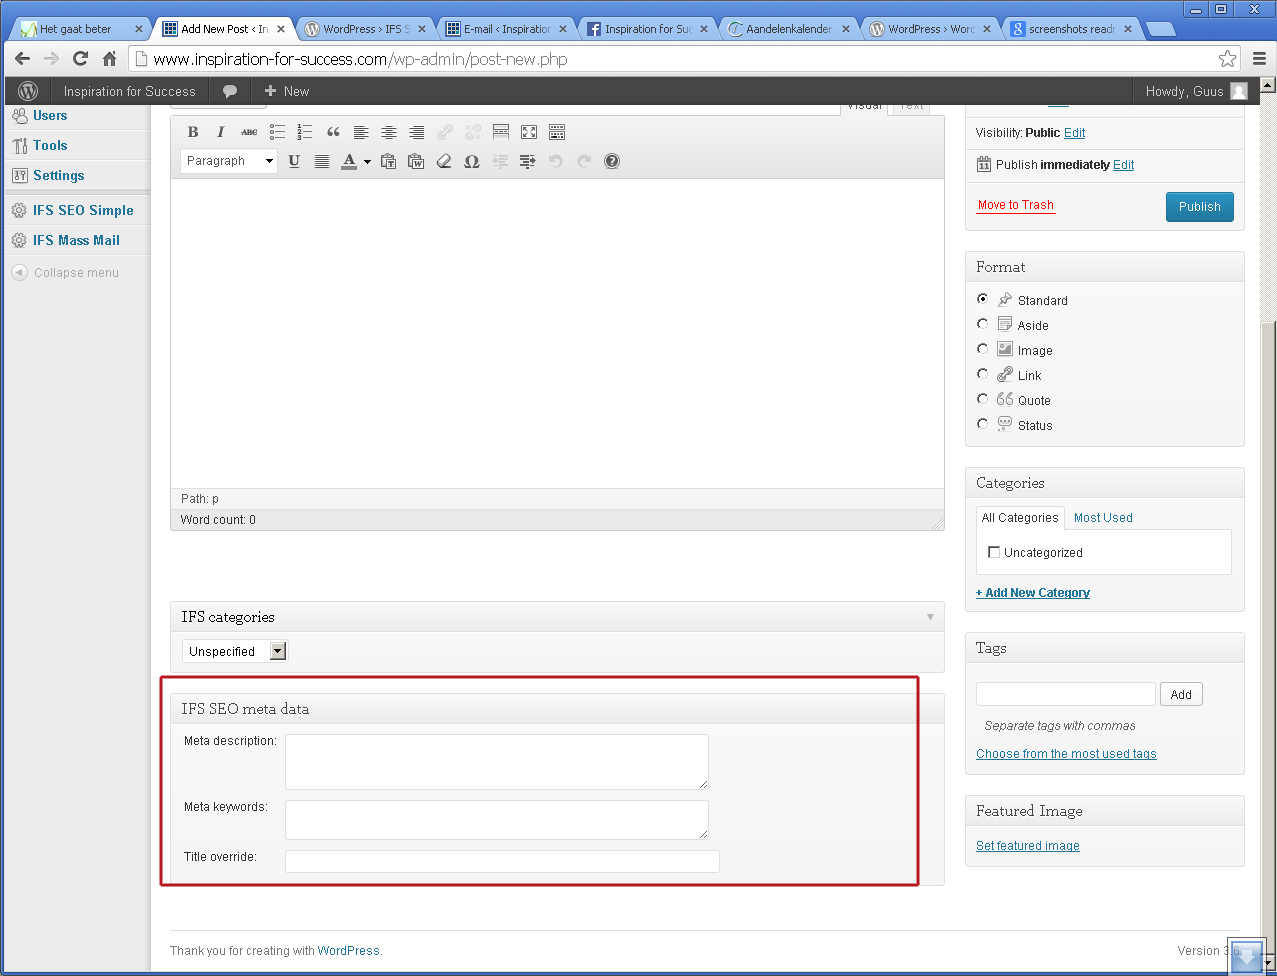 Het gaat beter
Add New Post ‹ In
WordPress › IFS S
E-mail ‹ Inspiration
Inspiration for Suc
Aandelenkalender
WordPress › Word
screenshots readm
www.inspiration-for-success.com/wp-admin/post-new.php
Inspiration for Success
New
Howdy, Guus
Users
Tools
Settings
IFS SEO Simple
IFS Mass Mail
Collapse menu
Visual
Text
B I ABC
Paragraph
U A
Path: p
Word count: 0
IFS categories
Unspecified
IFS SEO meta data
Meta description:
Meta keywords:
Title override:
Visibility: Public Edit
Publish immediately Edit
Move to Trash
Publish
Format
Standard
Aside
Image
Link
Quote
Status
Categories
All Categories
Most Used
Uncategorized
+ Add New Category
Tags
Add
Separate tags with commas
Choose from the most used tags
Featured Image
Set featured image
Thank you for creating with WordPress.
Version 3.6